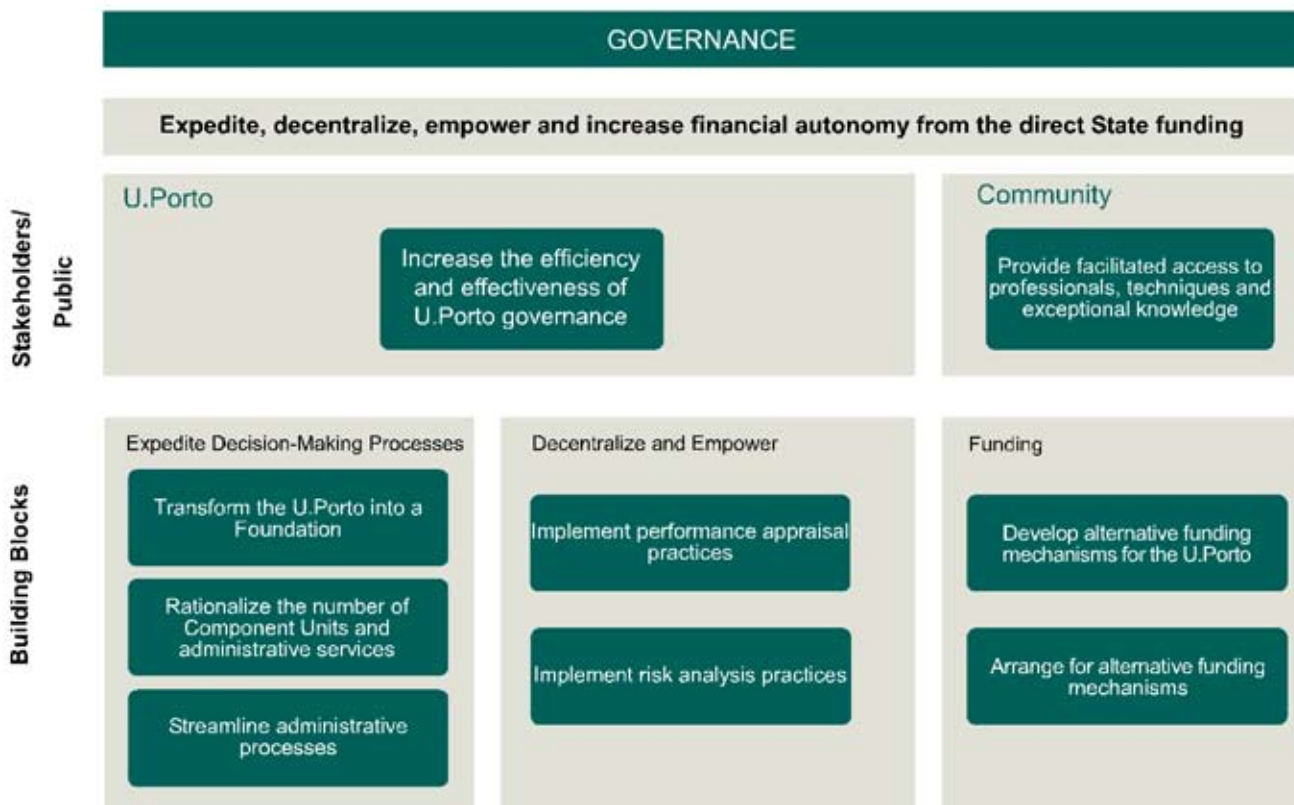 GOVERNANCE
Expedite, decentralize, empower and increase financial autonomy from the direct State funding
Stakeholders/
Public
U.Porto
Increase the efficiency
and effectiveness of
U.Porto governance
Community
Provide facilitated access to
professionals, techniques and
exceptional knowledge
Building Blocks
Expedite Decision-Making Processes
Transform the U.Porto into a
Foundation
Rationalize the number of
Component Units and
administrative services
Streamline administrative
processes
Decentralize and Empower
Implement performance appraisal
practices
Implement risk analysis practices
Funding
Develop alternative funding
mechanisms for the U.Porto
Arrange for alternative funding
mechanisms